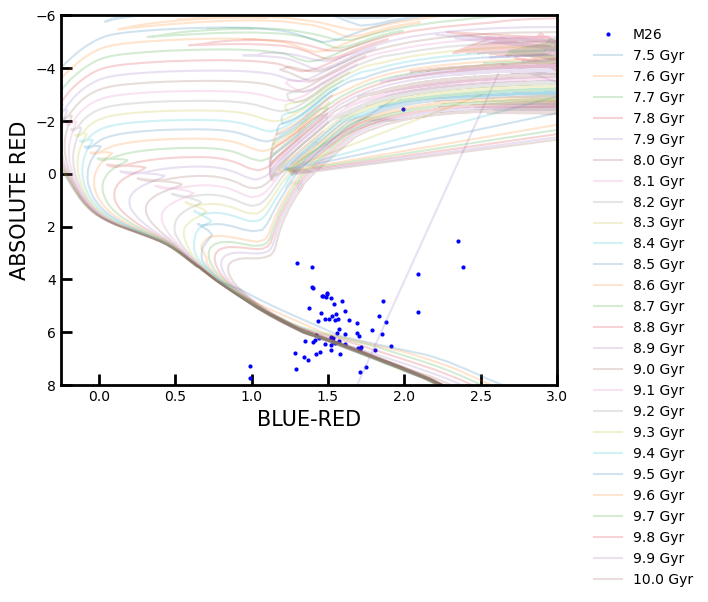 −6
−4
−2
0
2
4
6
8
ABSOLUTE RED
0.0 0.5 1.0 1.5 2.0 2.5 3.0
BLUE-RED
M26
7.5 Gyr
7.6 Gyr
7.7 Gyr
7.8 Gyr
7.9 Gyr
8.0 Gyr
8.1 Gyr
8.2 Gyr
8.3 Gyr
8.4 Gyr
8.5 Gyr
8.6 Gyr
8.7 Gyr
8.8 Gyr
8.9 Gyr
9.0 Gyr
9.1 Gyr
9.2 Gyr
9.3 Gyr
9.4 Gyr
9.5 Gyr
9.6 Gyr
9.7 Gyr
9.8 Gyr
9.9 Gyr
10.0 Gyr